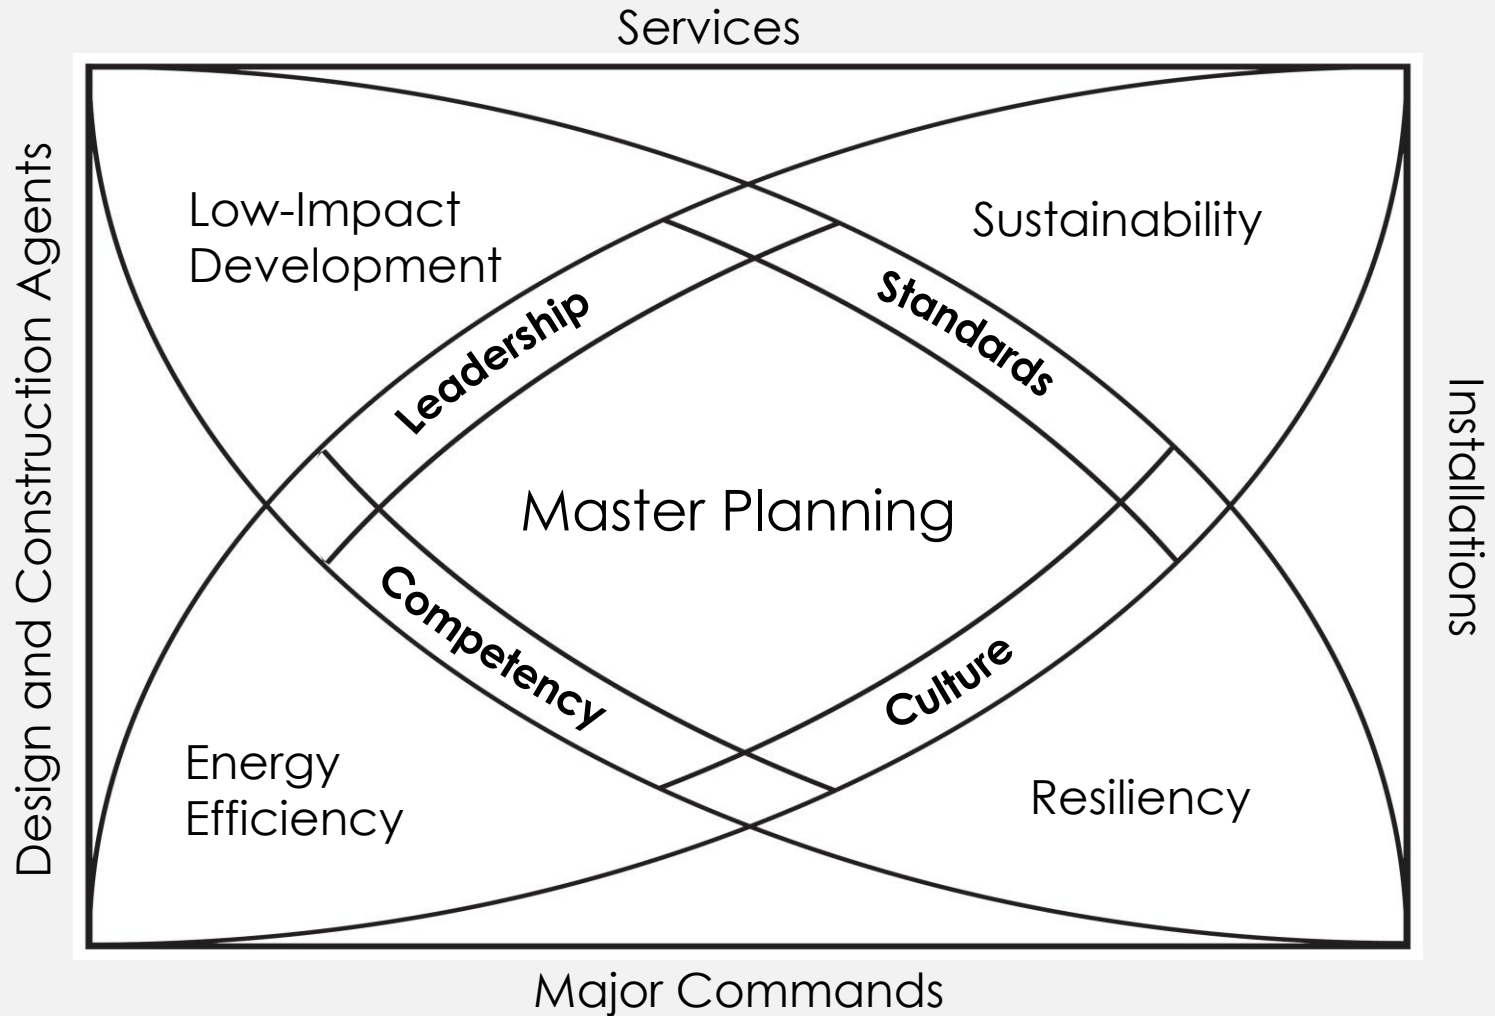 Services
Design and Construction Agents
Low-Impact
Development
Sustainability
Leadership
Standards
Master Planning
Installations
Competency
Culture
Energy
Efficiency
Resiliency
Major Commands